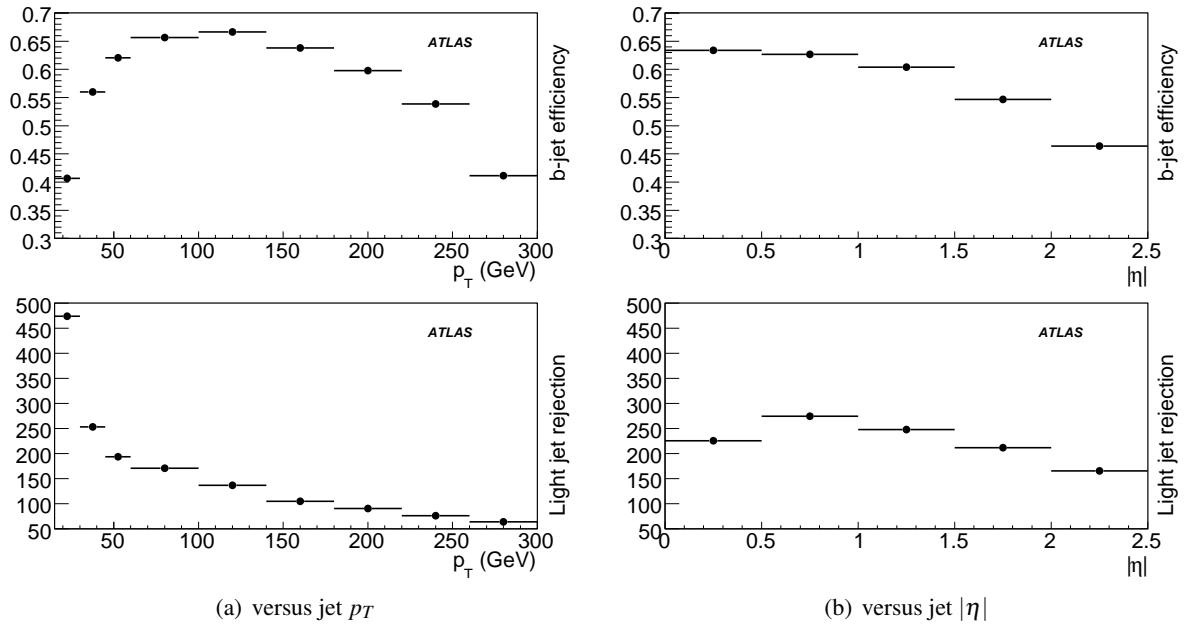 0.7
0.65
0.6
0.55
0.5
0.45
0.4
0.35
0.3
ATLAS
b-jet efficiency
50 100 150 200 250 300
p_T (GeV)
0.7
0.65
0.6
0.55
0.5
0.45
0.4
0.35
0.3
ATLAS
b-jet efficiency
0 0.5 1 1.5 2 2.5
|η|
500
450
400
350
300
250
200
150
100
50
ATLAS
Light jet rejection
50 100 150 200 250 300
p_T (GeV)
500
450
400
350
300
250
200
150
100
50
ATLAS
Light jet rejection
0 0.5 1 1.5 2 2.5
|η|
(a) versus jet p_T
(b) versus jet |η|